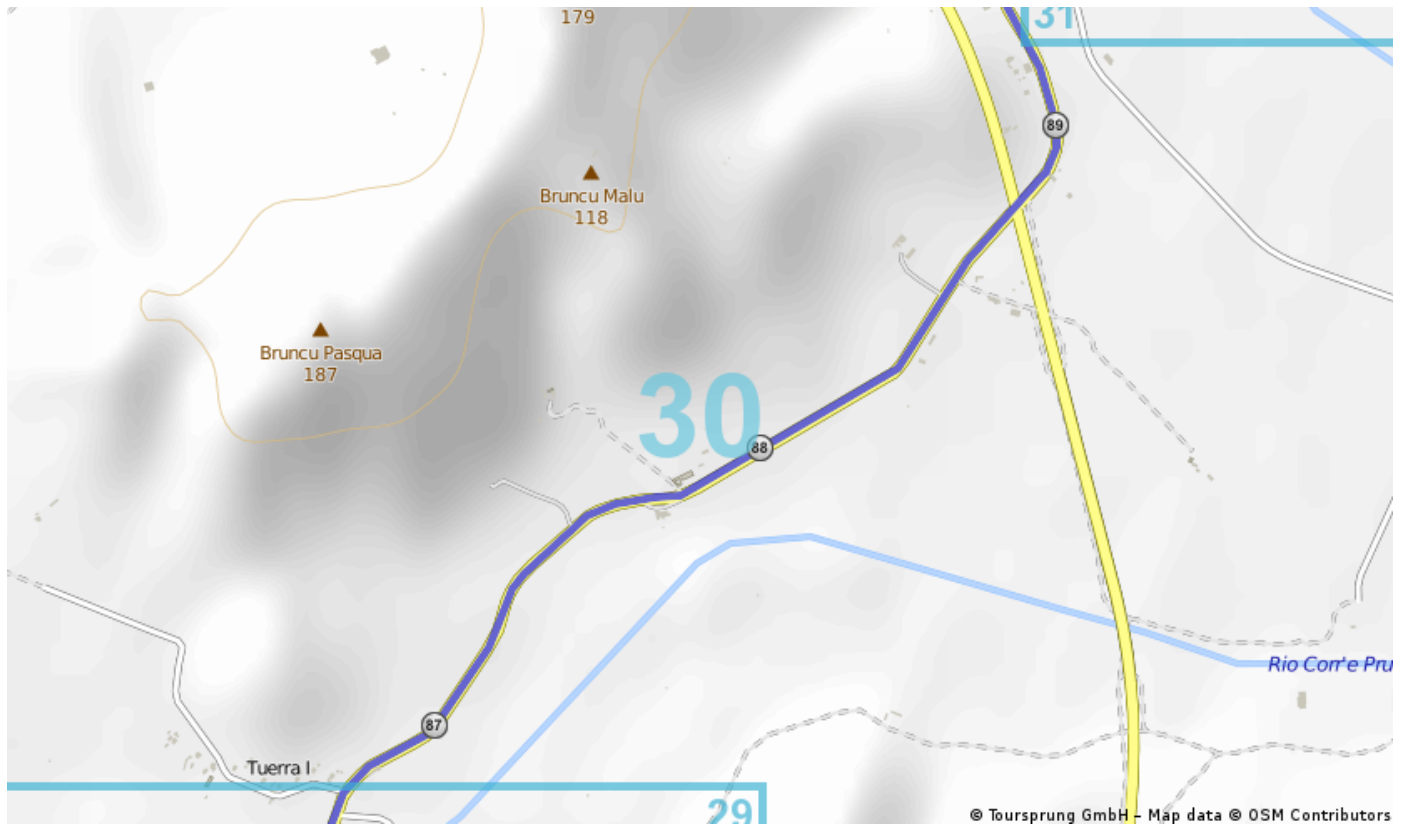 179
31
89
Bruncu Malu
118
Bruncu Pasqua
187
30
88
Rio Corr'e Pru
87
Tuerra I
29
© Toursprung GmbH – Map data © OSM Contributors